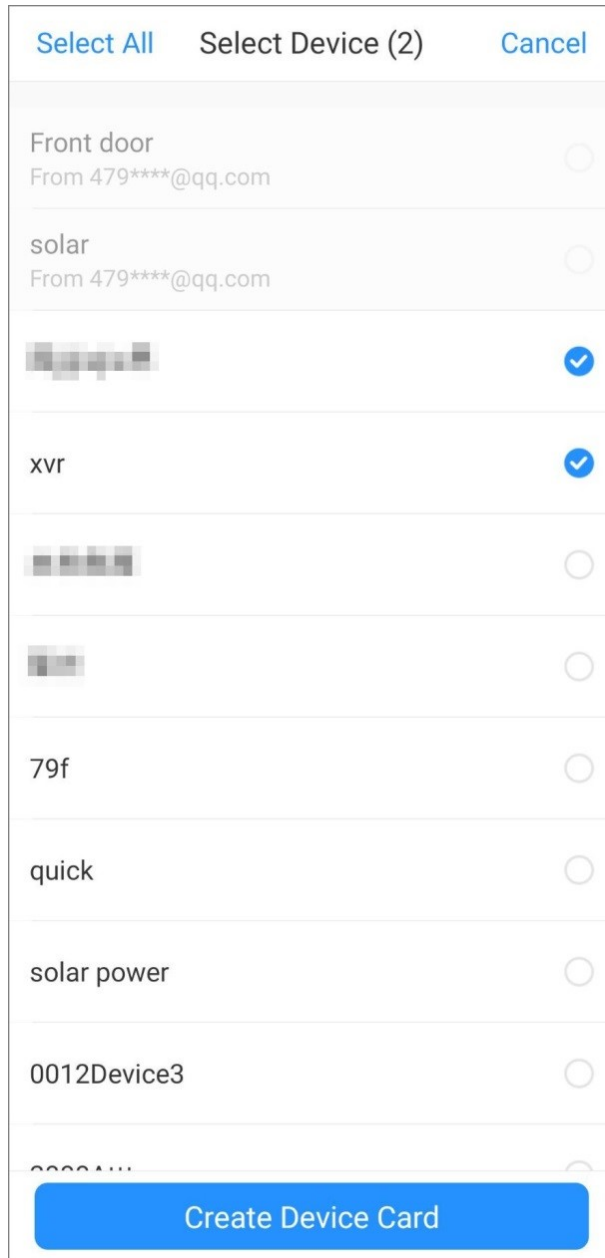 Select All Select Device (2) Cancel
Front door
From 479****@qq.com
solar
From 479****@qq.com
xvr
79f
quick
solar power
0012Device3
Create Device Card